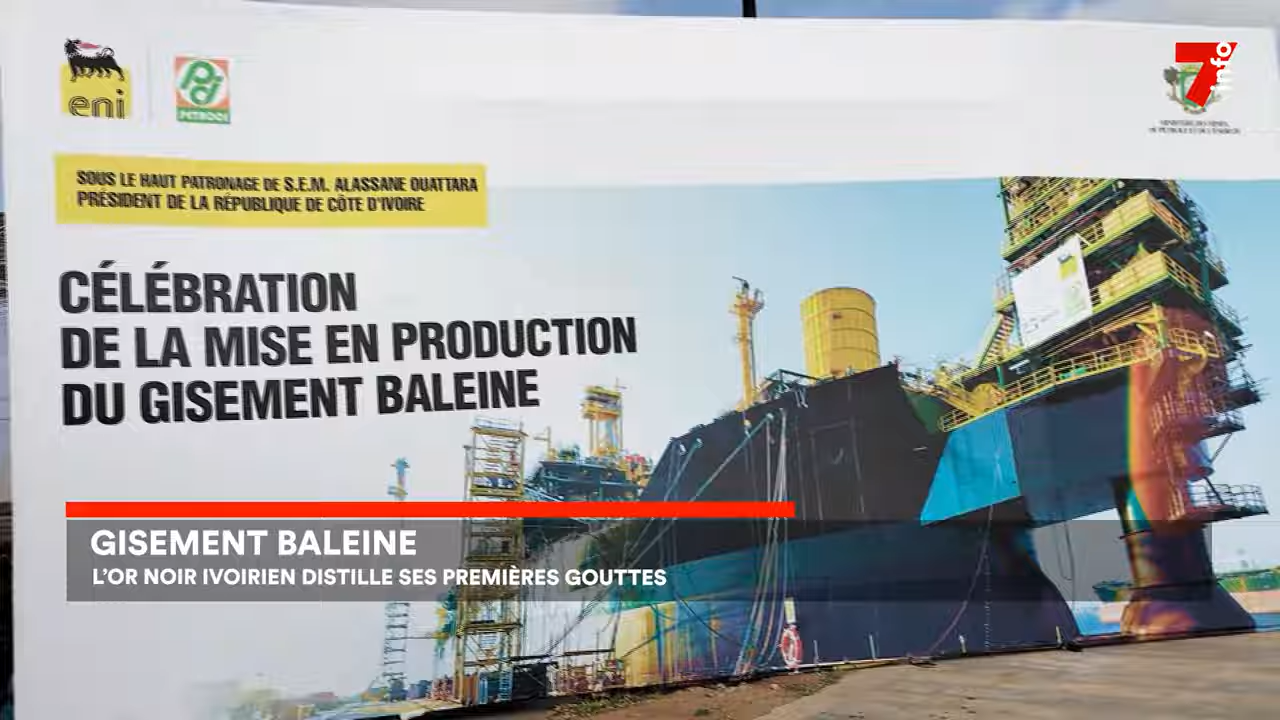 eni
PETROCI
7
info
SOUS LE HAUT PATRONAGE DE S.E.M. ALASSANE OUATTARA
PRÉSIDENT DE LA RÉPUBLIQUE DE CÔTE D'IVOIRE
CÉLÉBRATION
DE LA MISE EN PRODUCTION
DU GISEMENT BALEINE
GISEMENT BALEINE
L'OR NOIR IVOIRIEN DISTILLE SES PREMIÈRES GOUTTES